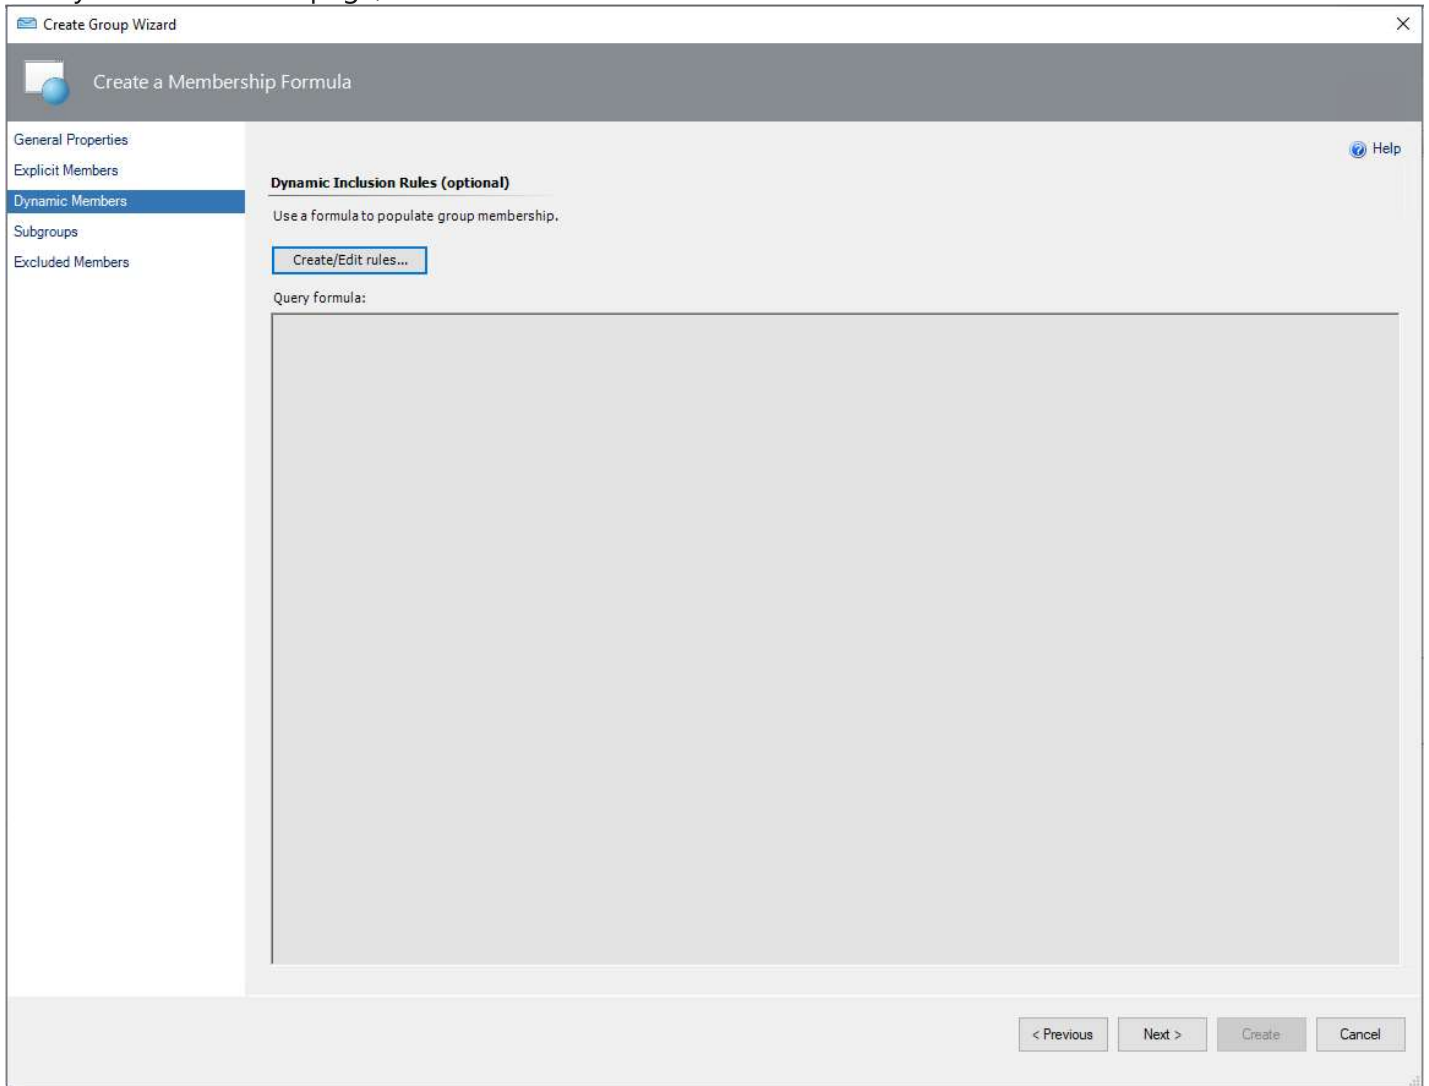 Create Group Wizard
Create a Membership Formula
General Properties
Explicit Members
Dynamic Members
Subgroups
Excluded Members
Help
Dynamic Inclusion Rules (optional)
Use a formula to populate group membership.
Create/Edit rules...
Query formula:
< Previous
Next >
Create
Cancel